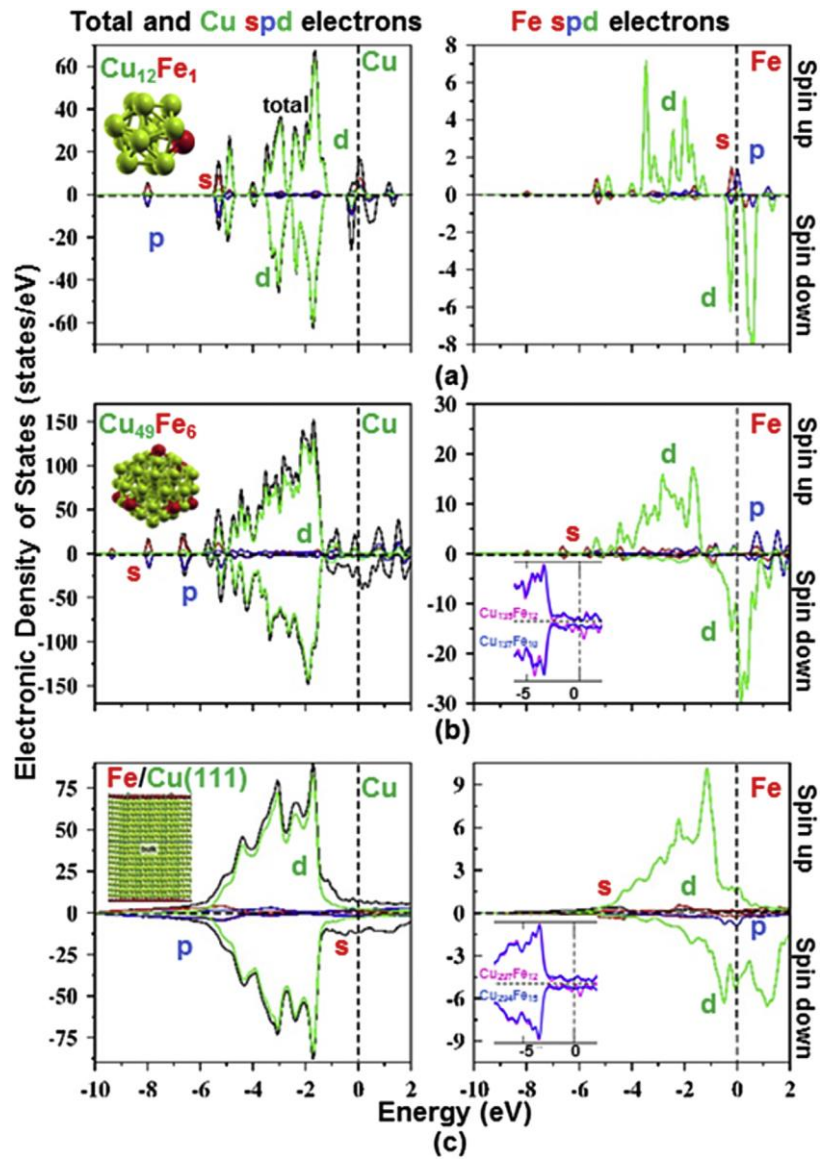 Total and Cu spd electrons
Fe spd electrons
Electronic Density of States (states/eV)
Cu12Fe1
Cu
total
d
s
p
d
60
40
20
0
-20
-40
-60
Fe
d
s
p
d
8
6
4
2
0
-2
-4
-6
-8
Spin up
Spin down
(a)
Cu49Fe6
Cu
d
s
p
150
100
50
0
-50
-100
-150
Fe
d
s
p
d
30
20
10
0
-10
-20
-30
Cu135Fe12
Cu137Fe10
-5 0
Spin up
Spin down
(b)
Fe/Cu(111)
bulk
Cu
d
p
s
75
50
25
0
-25
-50
-75
-10 -8 -6 -4 -2 0 2
Fe
s
d
p
d
9
6
3
0
-3
-6
-9
Cu297Fe12
Cu294Fe15
-5 0
-8 -6 -4 -2 0 2
Spin up
Spin down
Energy (eV)
(c)